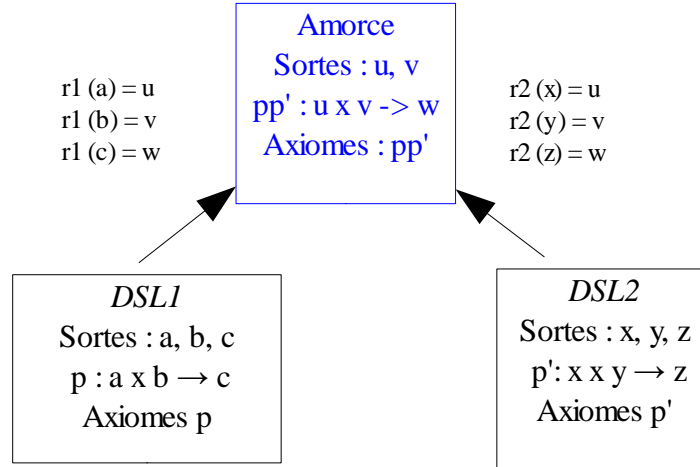 Amorce
Sortes : u, v
pp' : u x v -> w
Axiomes : pp'
r1 (a) = u
r1 (b) = v
r1 (c) = w
r2 (x) = u
r2 (y) = v
r2 (z) = w
DSL1
Sortes : a, b, c
p : a x b → c
Axiomes p
DSL2
Sortes : x, y, z
p': x x y → z
Axiomes p'